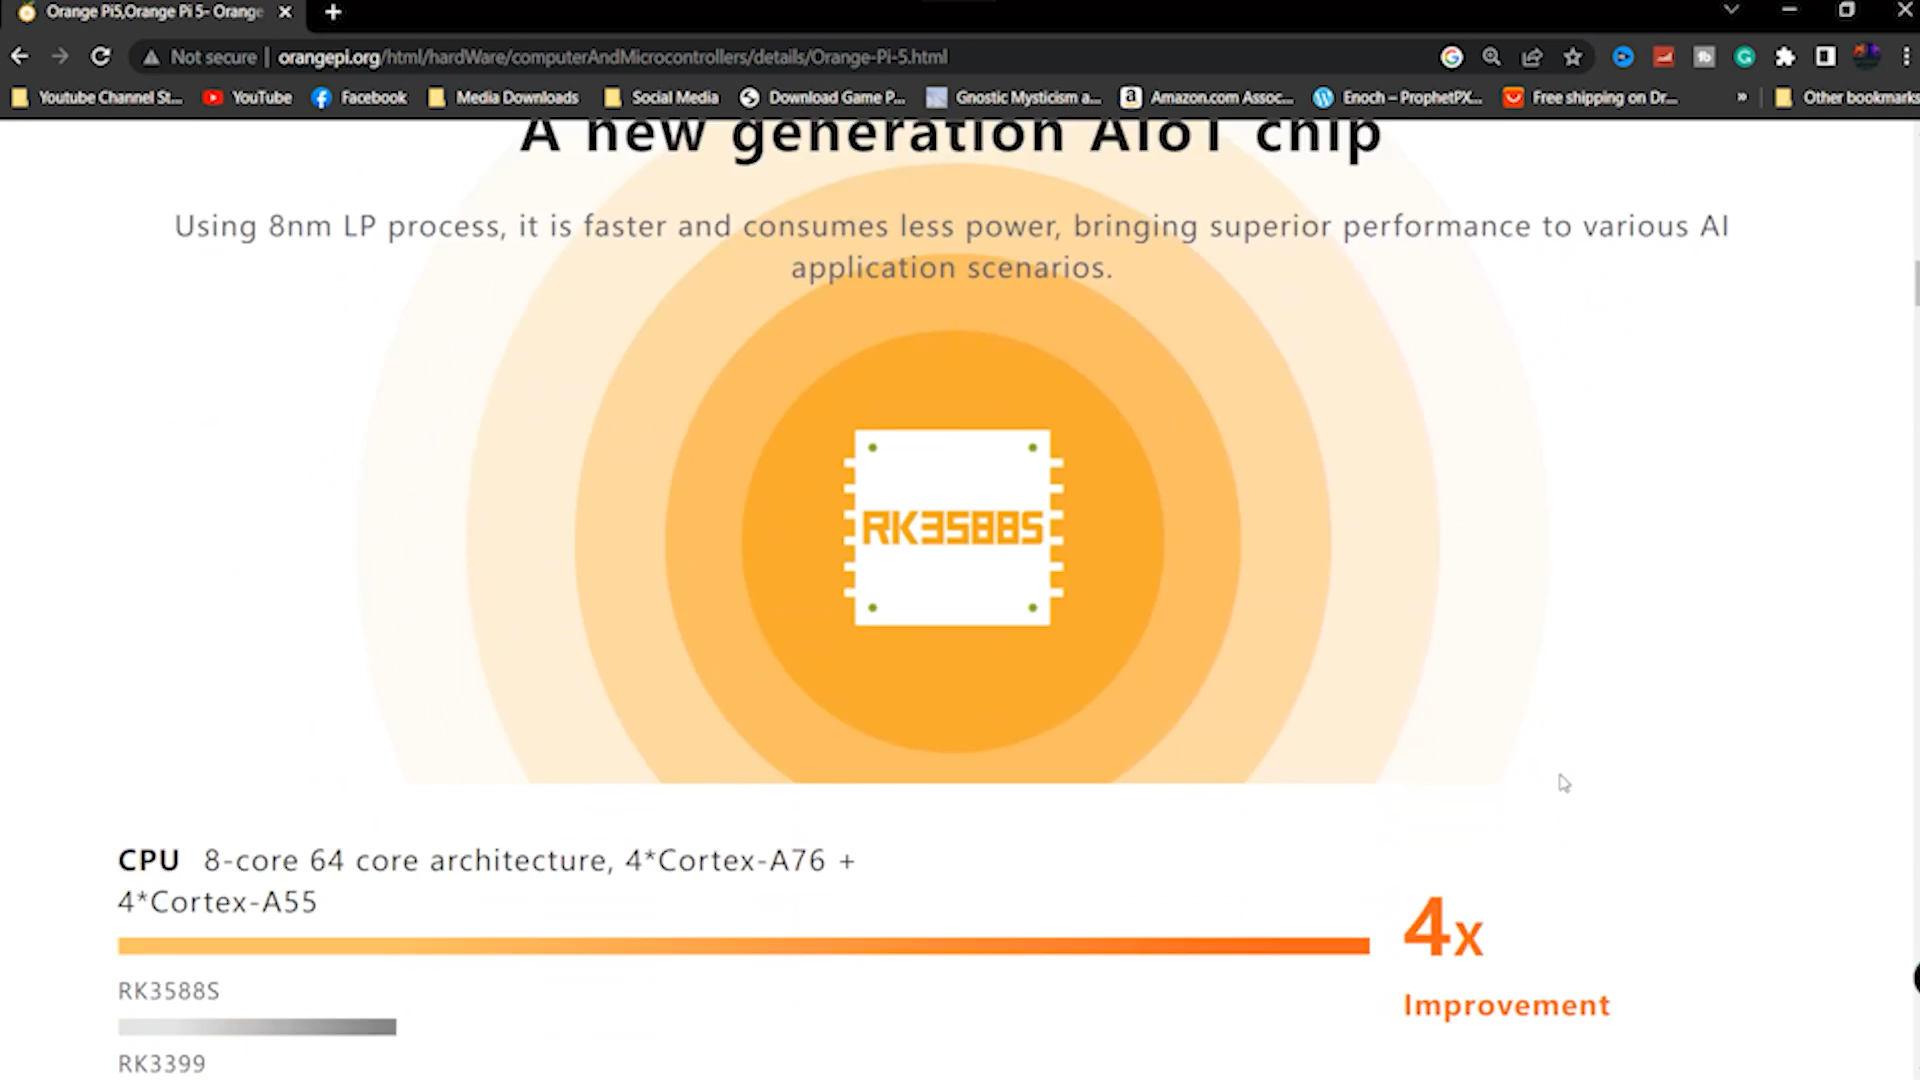 Orange Pi5,Orange Pi 5- Orange
Not secure
orangepi.org/html/hardWare/computerAndMicrocontrollers/details/Orange-Pi-5.html
Youtube Channel St...
YouTube
Facebook
Media Downloads
Social Media
Download Game P...
Gnostic Mysticism a...
Amazon.com Assoc...
Enoch – ProphetPX...
Free shipping on Dr...
»
Other bookmarks
A new generation AIoT chip
Using 8nm LP process, it is faster and consumes less power, bringing superior performance to various AI
application scenarios.
RK3588S
CPU 8-core 64 core architecture, 4*Cortex-A76 +
4*Cortex-A55
4x
RK3588S
Improvement
RK3399